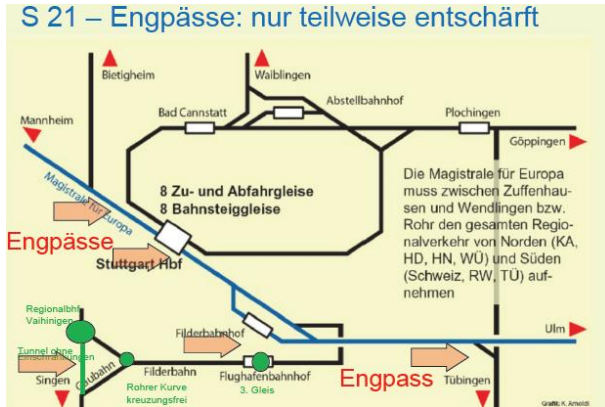 S 21 – Engpässe: nur teilweise entschärft
Bietigheim
Waiblingen
Mannheim
Bad Cannstatt
Abstellbahnhof
Plochingen
Göppingen
Magistrale für Europa
8 Zu- und Abfahrgleise
8 Bahnsteiggleise
Die Magistrale für Europa
muss zwischen Zuffenhau-
sen und Wendlingen bzw.
Rohr den gesamten Regio-
nalverkehr von Norden (KA,
HD, HN, WÜ) und Süden
(Schweiz, RW, TÜ) auf-
nehmen
Engpässe
Stuttgart Hbf
Regionalbhf
Vaihinigen
Filderbahnhof
Ulm
Tunnel ohne
Einschränkungen
Singen
Gäubahn
Filderbahn
Flughafenbahnhof
Engpass
Tübingen
Rohrer Kurve
kreuzungsfrei
3. Gleis
Grafik: K. Arnoldi